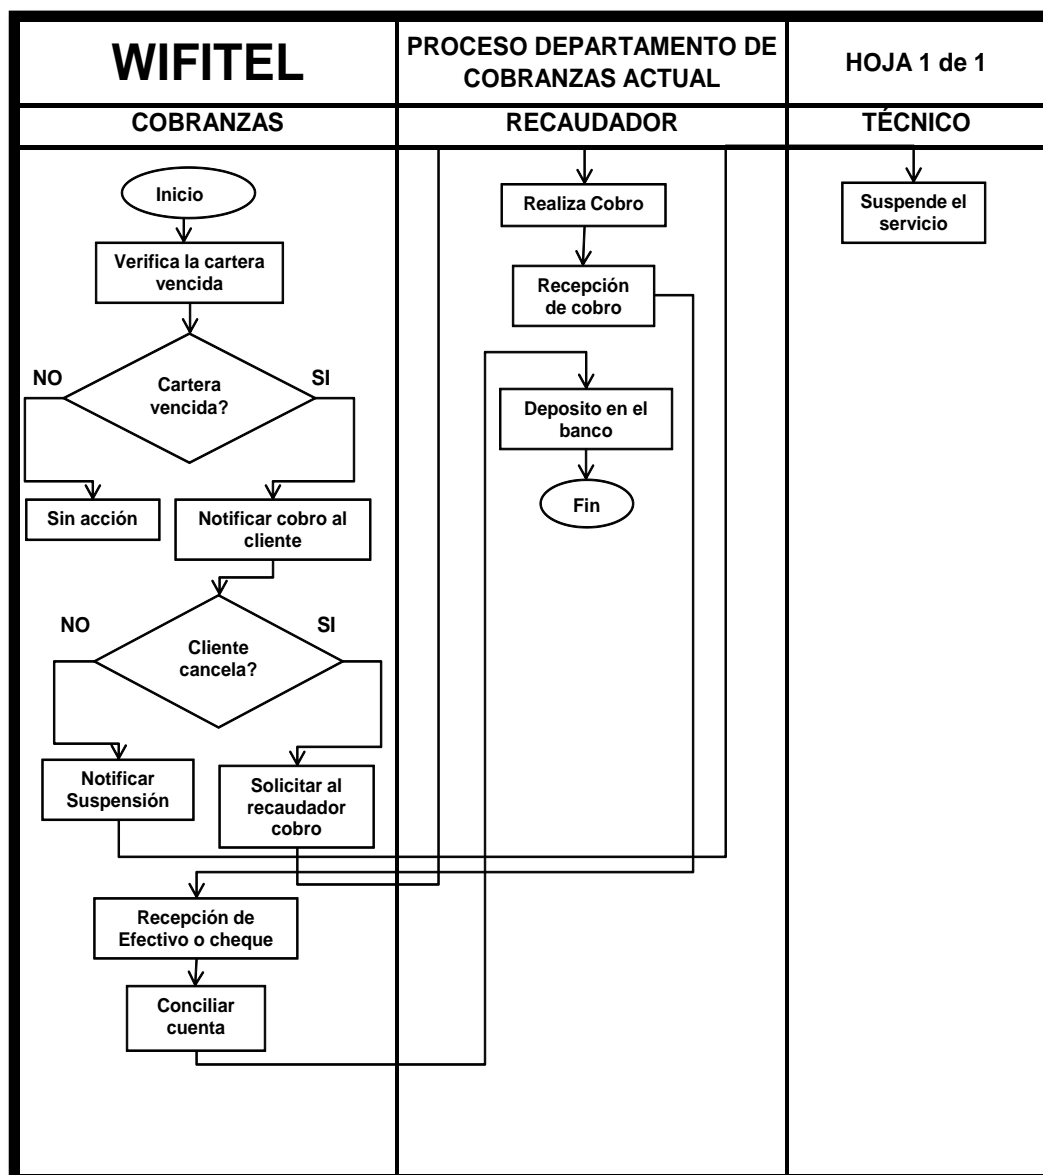 WIFITEL
PROCESO DEPARTAMENTO DE
COBRANZAS ACTUAL
HOJA 1 de 1
COBRANZAS
RECAUDADOR
TÉCNICO
Inicio
Verifica la cartera
vencida
NO
SI
Cartera
vencida?
Sin acción
Notificar cobro al
cliente
NO
SI
Cliente
cancela?
Notificar
Suspensión
Solicitar al
recaudador
cobro
Recepción de
Efectivo o cheque
Conciliar
cuenta
Realiza Cobro
Recepción
de cobro
Deposito en el
banco
Fin
Suspende el
servicio